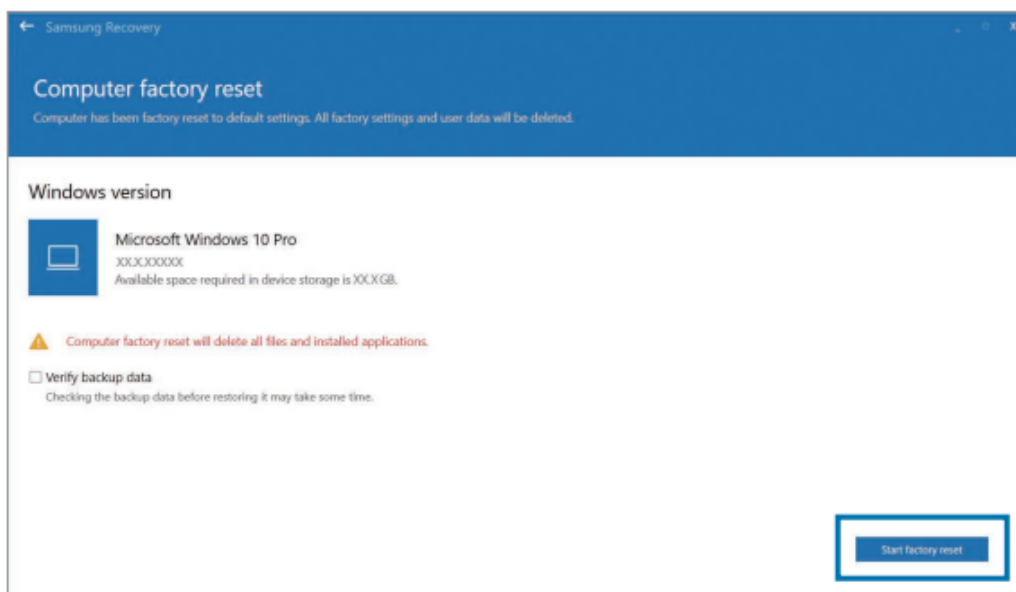 Samsung Recovery
Computer factory reset
Computer has been factory reset to default settings. All factory settings and user data will be deleted.
Windows version
Microsoft Windows 10 Pro
XX.X.XXXXX
Available space required in device storage is XX.X GB.
Computer factory reset will delete all files and installed applications.
Verify backup data
Checking the backup data before restoring it may take some time.
Start factory reset